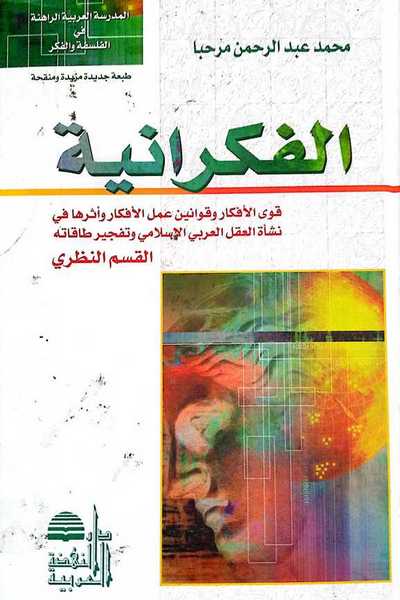 المدرسة العربية الراهنة
في
الفلسفة والفكر
طبعة جديدة مزيدة ومنقحة
محمد عبد الرحمن مرحبا
الفكرانية
قوى الأفكار وقوانين عمل الأفكار وأثرها في
نشأة العقل العربي الإسلامي وتفجير طاقاته
القسم النظري
دار
النهضة
العربية